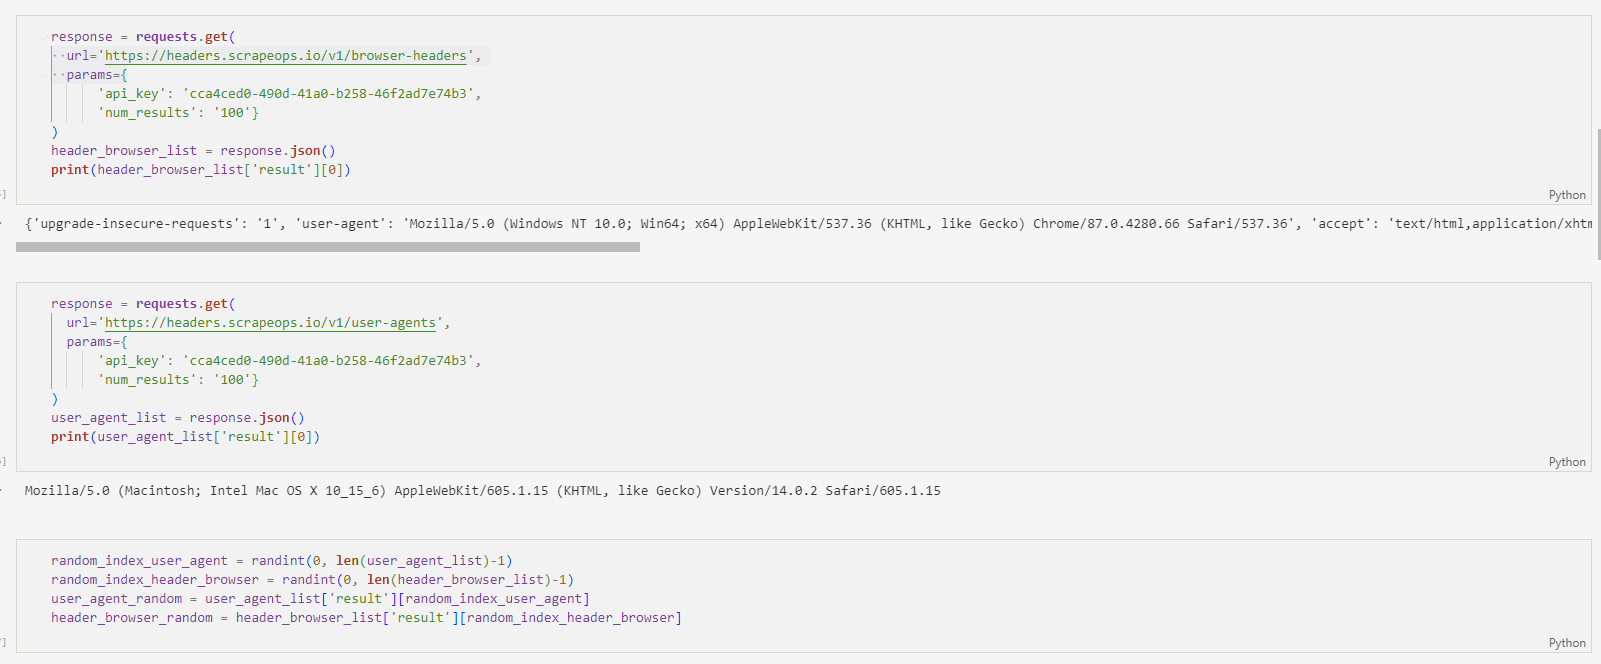 response = requests.get(
url='https://headers.scrapeops.io/v1/browser-headers',
params={
'api_key': 'cca4ced0-490d-41a0-b258-46f2ad7e74b3',
'num_results': '100'}
)
header_browser_list = response.json()
print(header_browser_list['result'][0])
Python
{'upgrade-insecure-requests': '1', 'user-agent': 'Mozilla/5.0 (Windows NT 10.0; Win64; x64) AppleWebKit/537.36 (KHTML, like Gecko) Chrome/87.0.4280.66 Safari/537.36', 'accept': 'text/html,application/xhtm
response = requests.get(
url='https://headers.scrapeops.io/v1/user-agents',
params={
'api_key': 'cca4ced0-490d-41a0-b258-46f2ad7e74b3',
'num_results': '100'}
)
user_agent_list = response.json()
print(user_agent_list['result'][0])
Python
Mozilla/5.0 (Macintosh; Intel Mac OS X 10_15_6) AppleWebKit/605.1.15 (KHTML, like Gecko) Version/14.0.2 Safari/605.1.15
random_index_user_agent = randint(0, len(user_agent_list)-1)
random_index_header_browser = randint(0, len(header_browser_list)-1)
user_agent_random = user_agent_list['result'][random_index_user_agent]
header_browser_random = header_browser_list['result'][random_index_header_browser]
Python